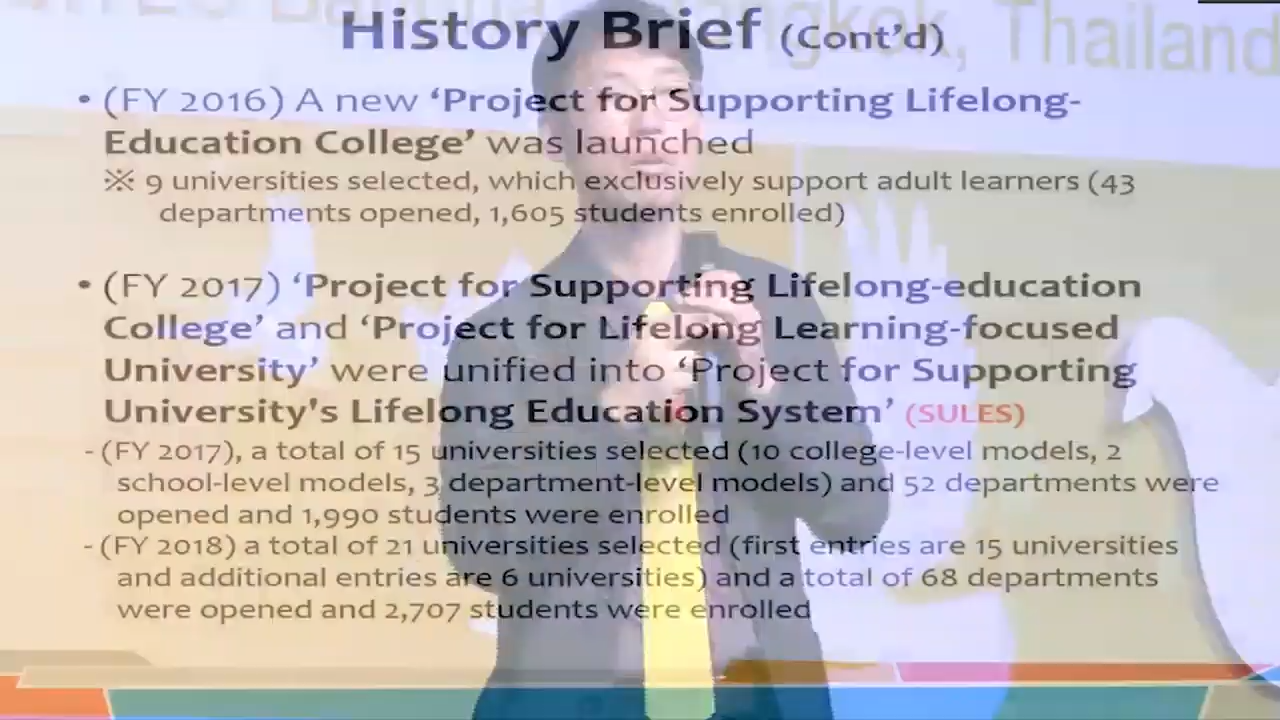 Bangkok, Thailand
History Brief (Cont'd)
• (FY 2016) A new ‘Project for Supporting Lifelong-
Education College’ was launched
※ 9 universities selected, which exclusively support adult learners (43
departments opened, 1,605 students enrolled)
• (FY 2017) ‘Project for Supporting Lifelong-education
College’ and ‘Project for Lifelong Learning-focused
University’ were unified into ‘Project for Supporting
University's Lifelong Education System’ (SULES)
- (FY 2017), a total of 15 universities selected (10 college-level models, 2
school-level models, 3 department-level models) and 52 departments were
opened and 1,990 students were enrolled
- (FY 2018) a total of 21 universities selected (first entries are 15 universities
and additional entries are 6 universities) and a total of 68 departments
were opened and 2,707 students were enrolled